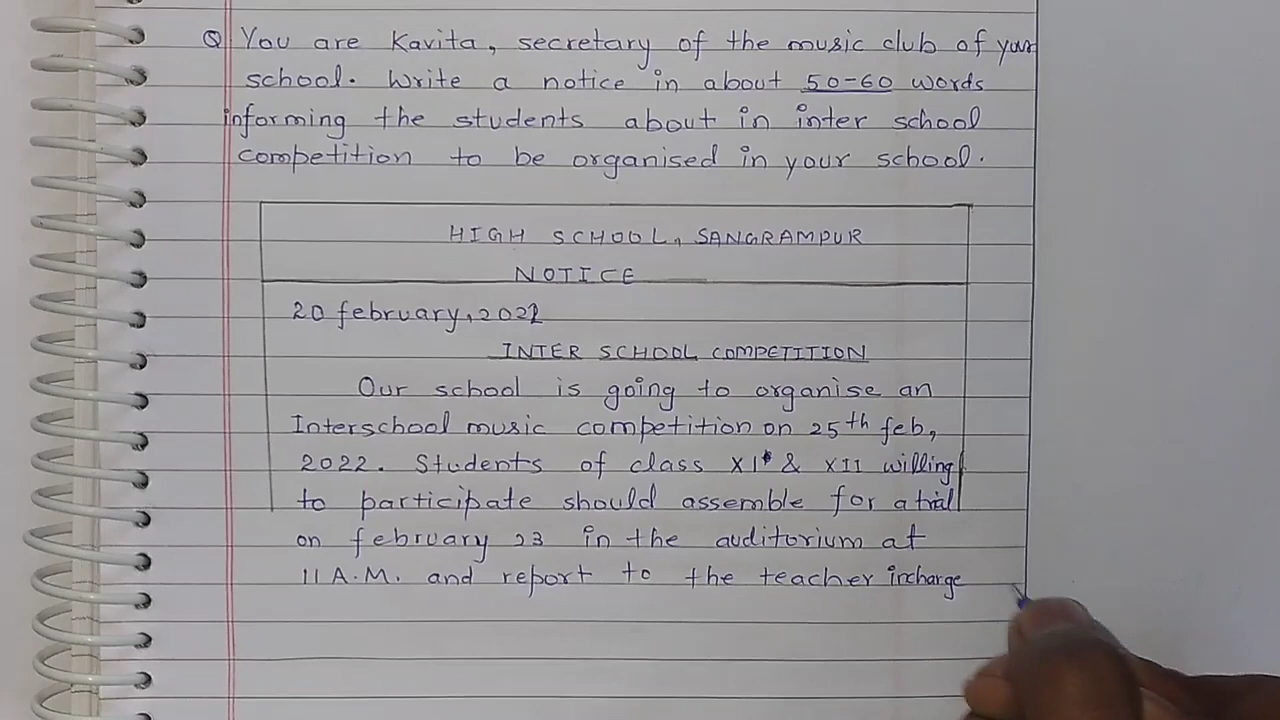 Q You are Kavita, secretary of the music club of your
school. Write a notice in about 50-60 words
informing the students about in inter school
competition to be organised in your school.
HIGH SCHOOL, SANGRAMPUR
NOTICE
20 february, 2022
INTER SCHOOL COMPETITION
Our school is going to organise an
Interschool music competition on 25th feb,
2022. Students of class XI & XII willing
to participate should assemble for a trial
on february 23 in the auditorium at
11 A.M. and report to the teacher incharge